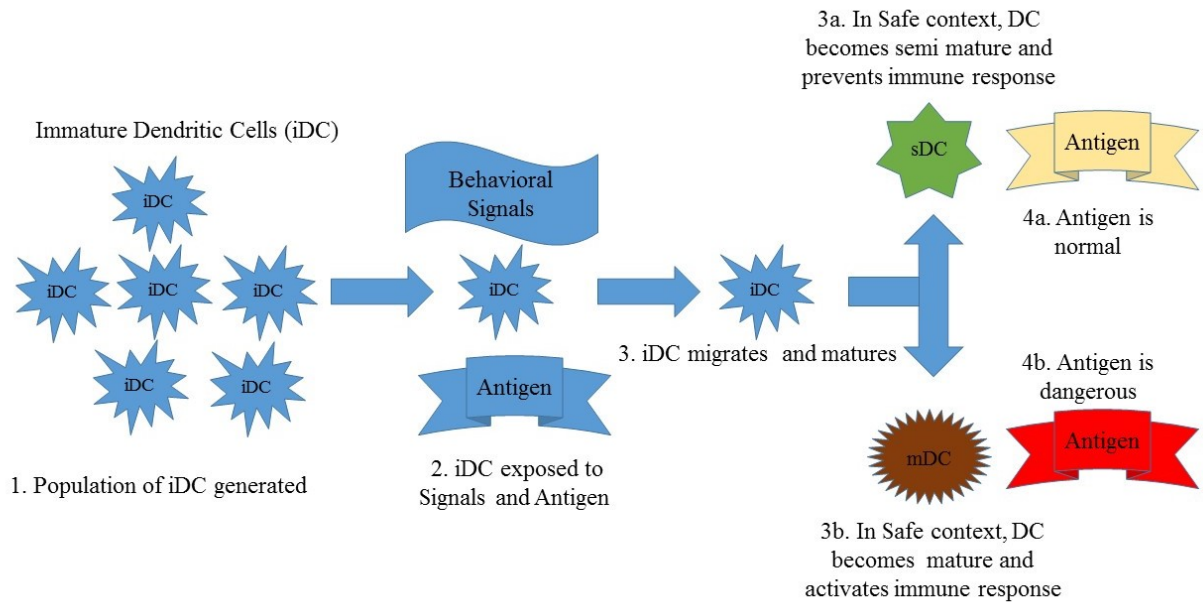 Immature Dendritic Cells (iDC)
iDC
iDC
iDC
iDC
iDC
iDC
1. Population of iDC generated
Behavioral
Signals
iDC
Antigen
2. iDC exposed to
Signals and Antigen
iDC
3. iDC migrates and matures
3a. In Safe context, DC
becomes semi mature and
prevents immune response
sDC
Antigen
4a. Antigen is
normal
4b. Antigen is
dangerous
mDC
Antigen
3b. In Safe context, DC
becomes mature and
activates immune response